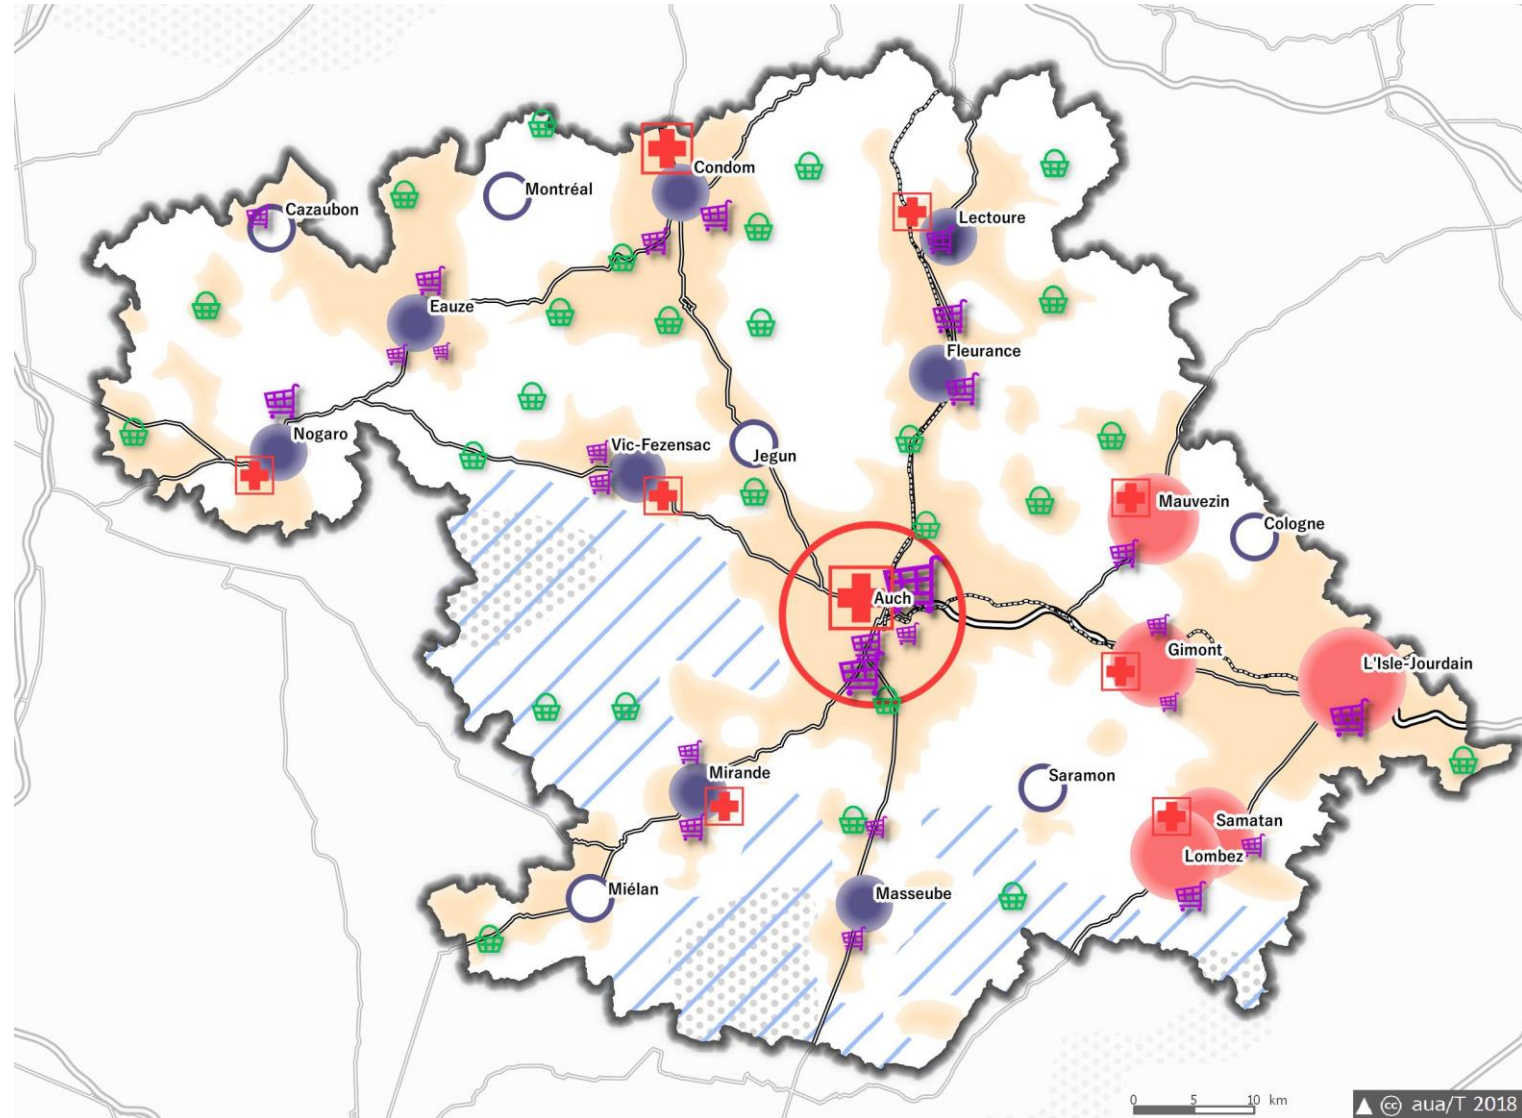 Condom
Montréal
Cazaubon
Lectoure
Eauze
Fleurance
Nogaro
Vic-Fezensac
Jegun
Mauvezin
Cologne
Auch
Gimont
L'Isle-Jourdain
Mirande
Saramon
Samatan
Lombez
Miélan
Masseube
0 5 10 km
cc aua/T 2018